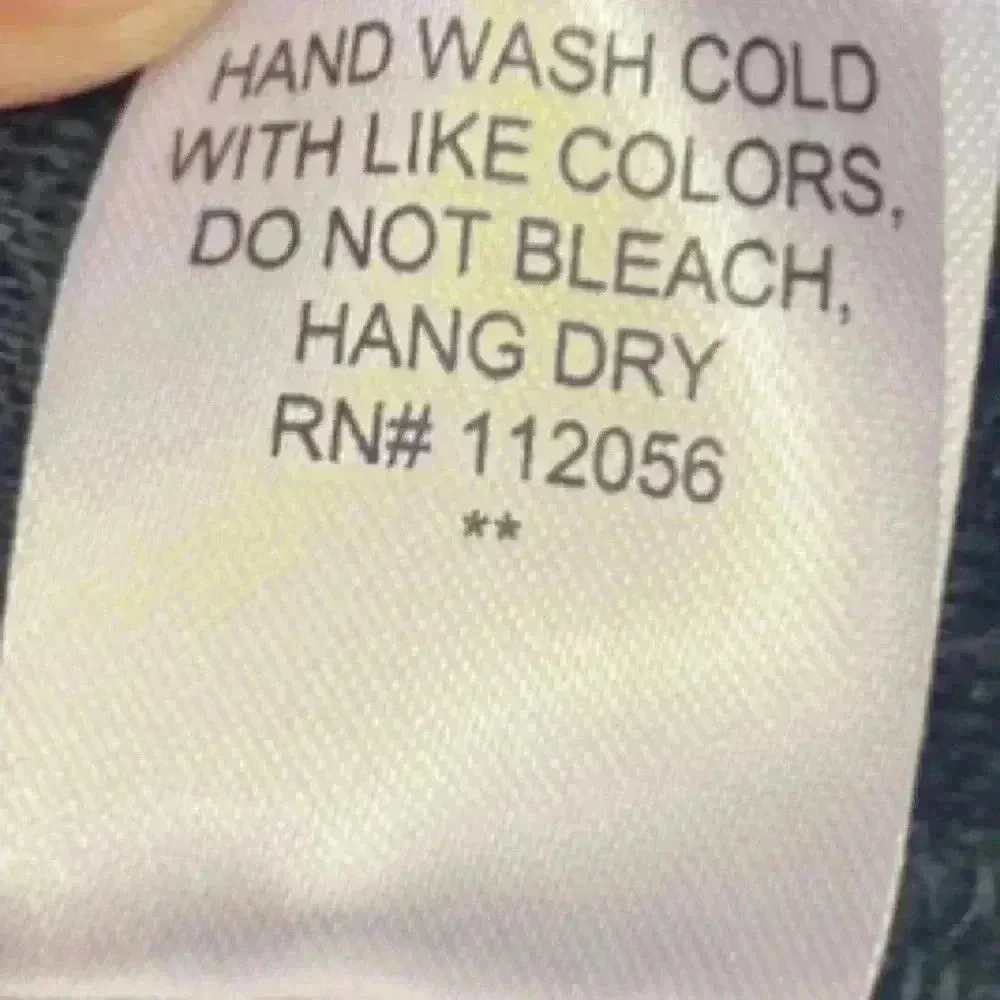 HAND WASH COLD
WITH LIKE COLORS,
DO NOT BLEACH,
HANG DRY
RN# 112056
**